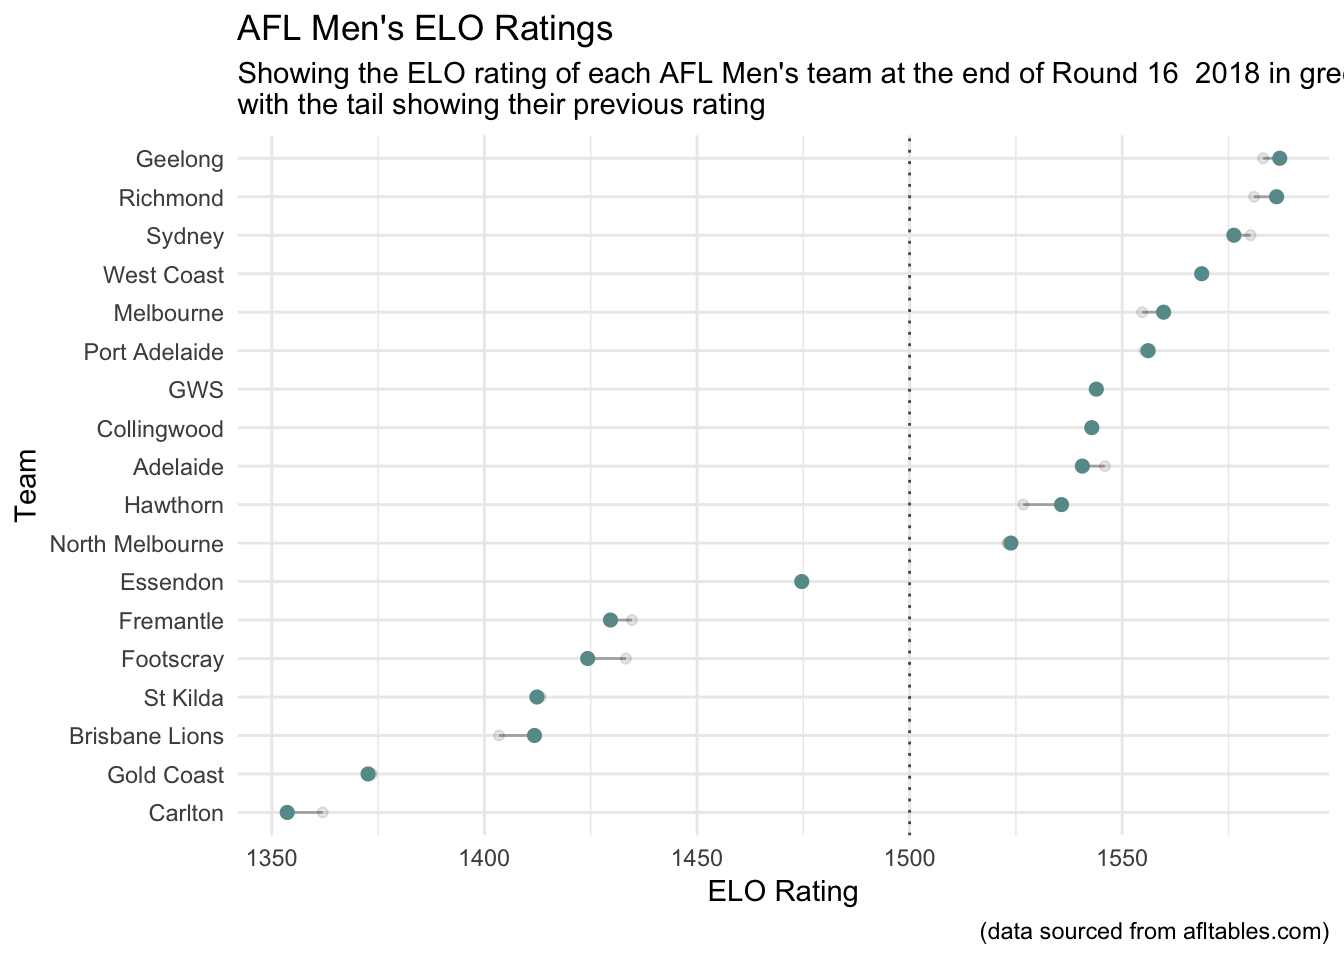 AFL Men's ELO Ratings
Showing the ELO rating of each AFL Men's team at the end of Round 16  2018 in
with the tail showing their previous rating
Geelong
Richmond
Sydney
West Coast
Melbourne
Port Adelaide
GWS
Collingwood
Adelaide
Hawthorn
North Melbourne
Essendon
Fremantle
Footscray
St Kilda
Brisbane Lions
Gold Coast
Carlton
Team
1350 1400 1450 1500 1550
ELO Rating
(data sourced from afltables.com)